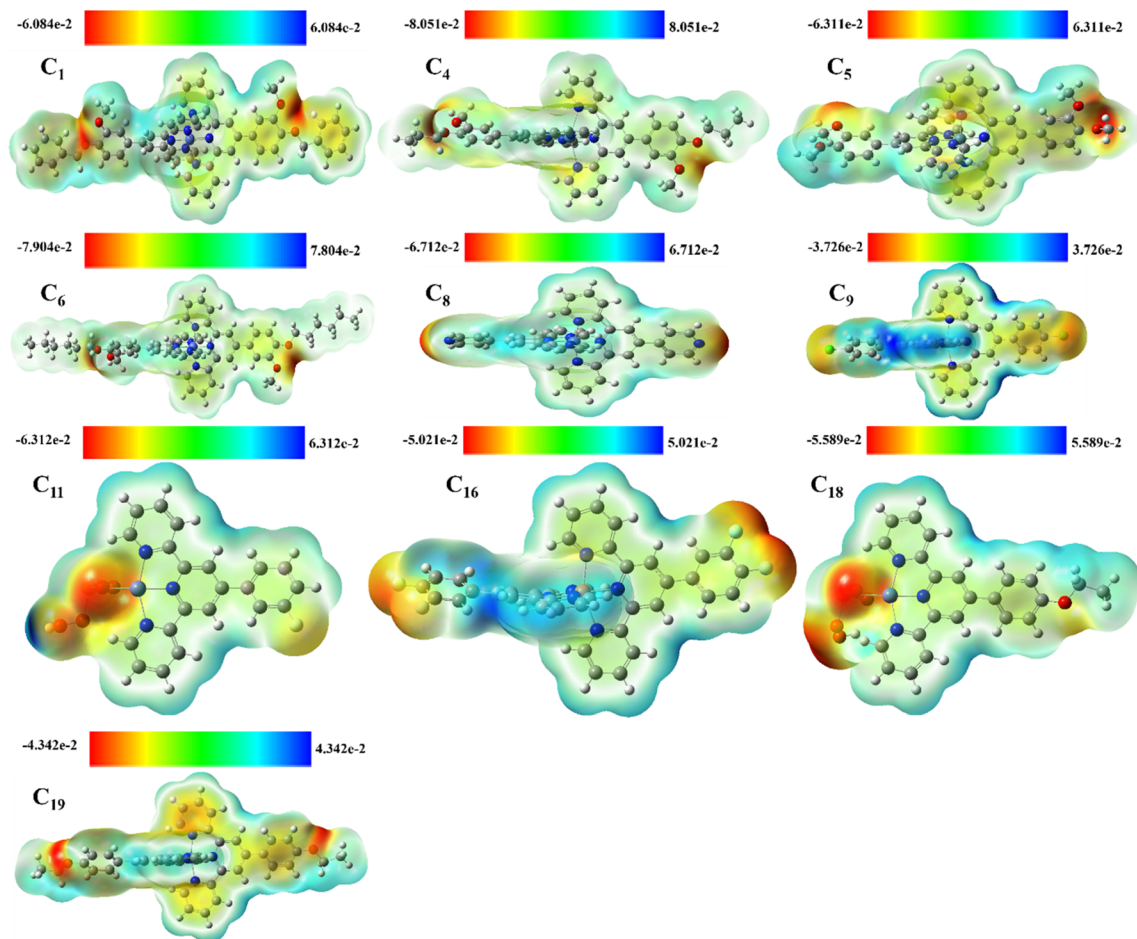 -6.084e-2 6.084e-2 -8.051e-2 8.051e-2 -6.311e-2 6.311e-2
C1 C4 C5
-7.904e-2 7.804e-2 -6.712e-2 6.712e-2 -3.726e-2 3.726e-2
C6 C8 C9
-6.312e-2 6.312c-2 -5.021e-2 5.021e-2 -5.589e-2 5.589e-2
C11 C16 C18
-4.342e-2 4.342e-2
C19